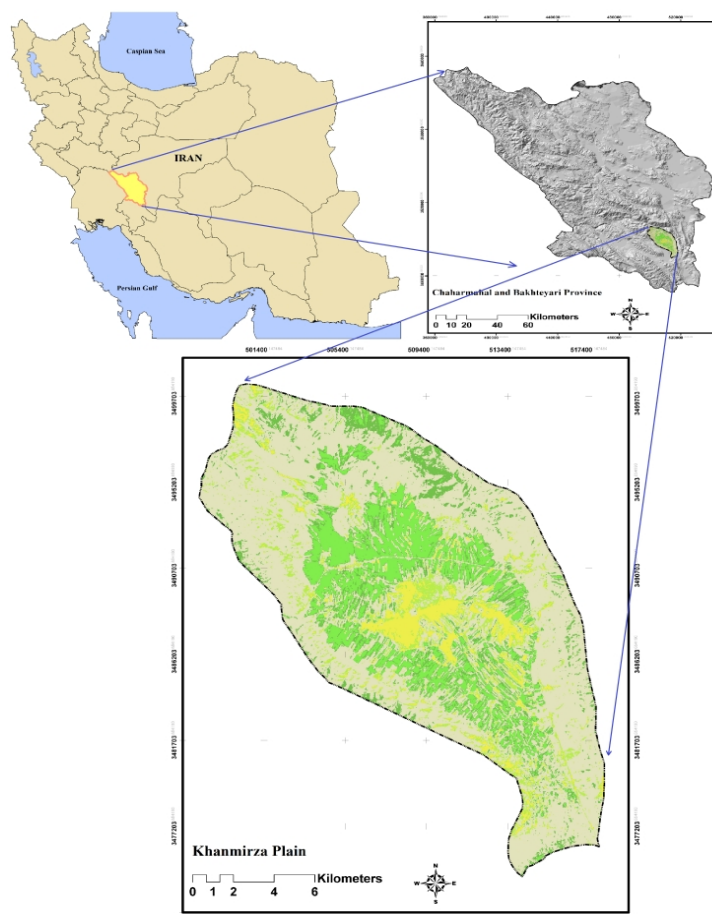 Caspian Sea
IRAN
Persian Gulf
Chaharmahal and Bakhteyari Province
0 10 20 40 60 Kilometers
N
W E
S
501400 505400 509400 513400 517400
3499703
3495203
3490703
3486203
3481703
3477203
Khanmirza Plain
0 1 2 4 6 Kilometers
N
W E
S